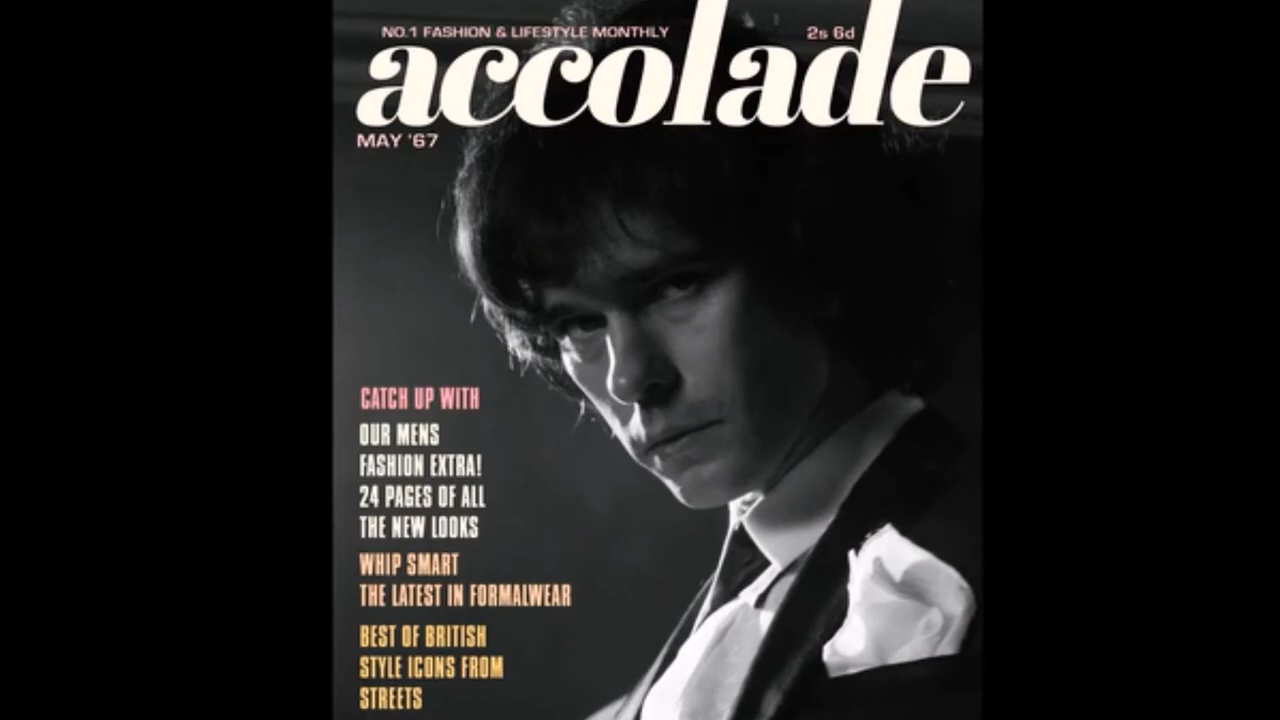 NO.1 FASHION & LIFESTYLE MONTHLY 2s 6d
accolade
MAY '67
CATCH UP WITH
OUR MENS
FASHION EXTRA!
24 PAGES OF ALL
THE NEW LOOKS
WHIP SMART
THE LATEST IN FORMALWEAR
BEST OF BRITISH
STYLE ICONS FROM
STREETS